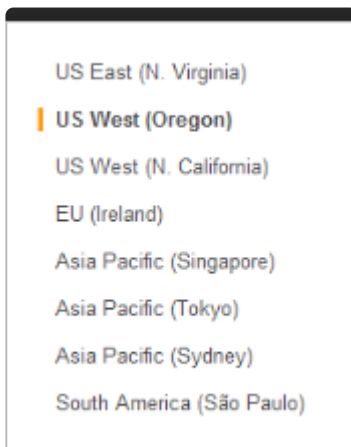 US East (N. Virginia)
US West (Oregon)
US West (N. California)
EU (Ireland)
Asia Pacific (Singapore)
Asia Pacific (Tokyo)
Asia Pacific (Sydney)
South America (São Paulo)